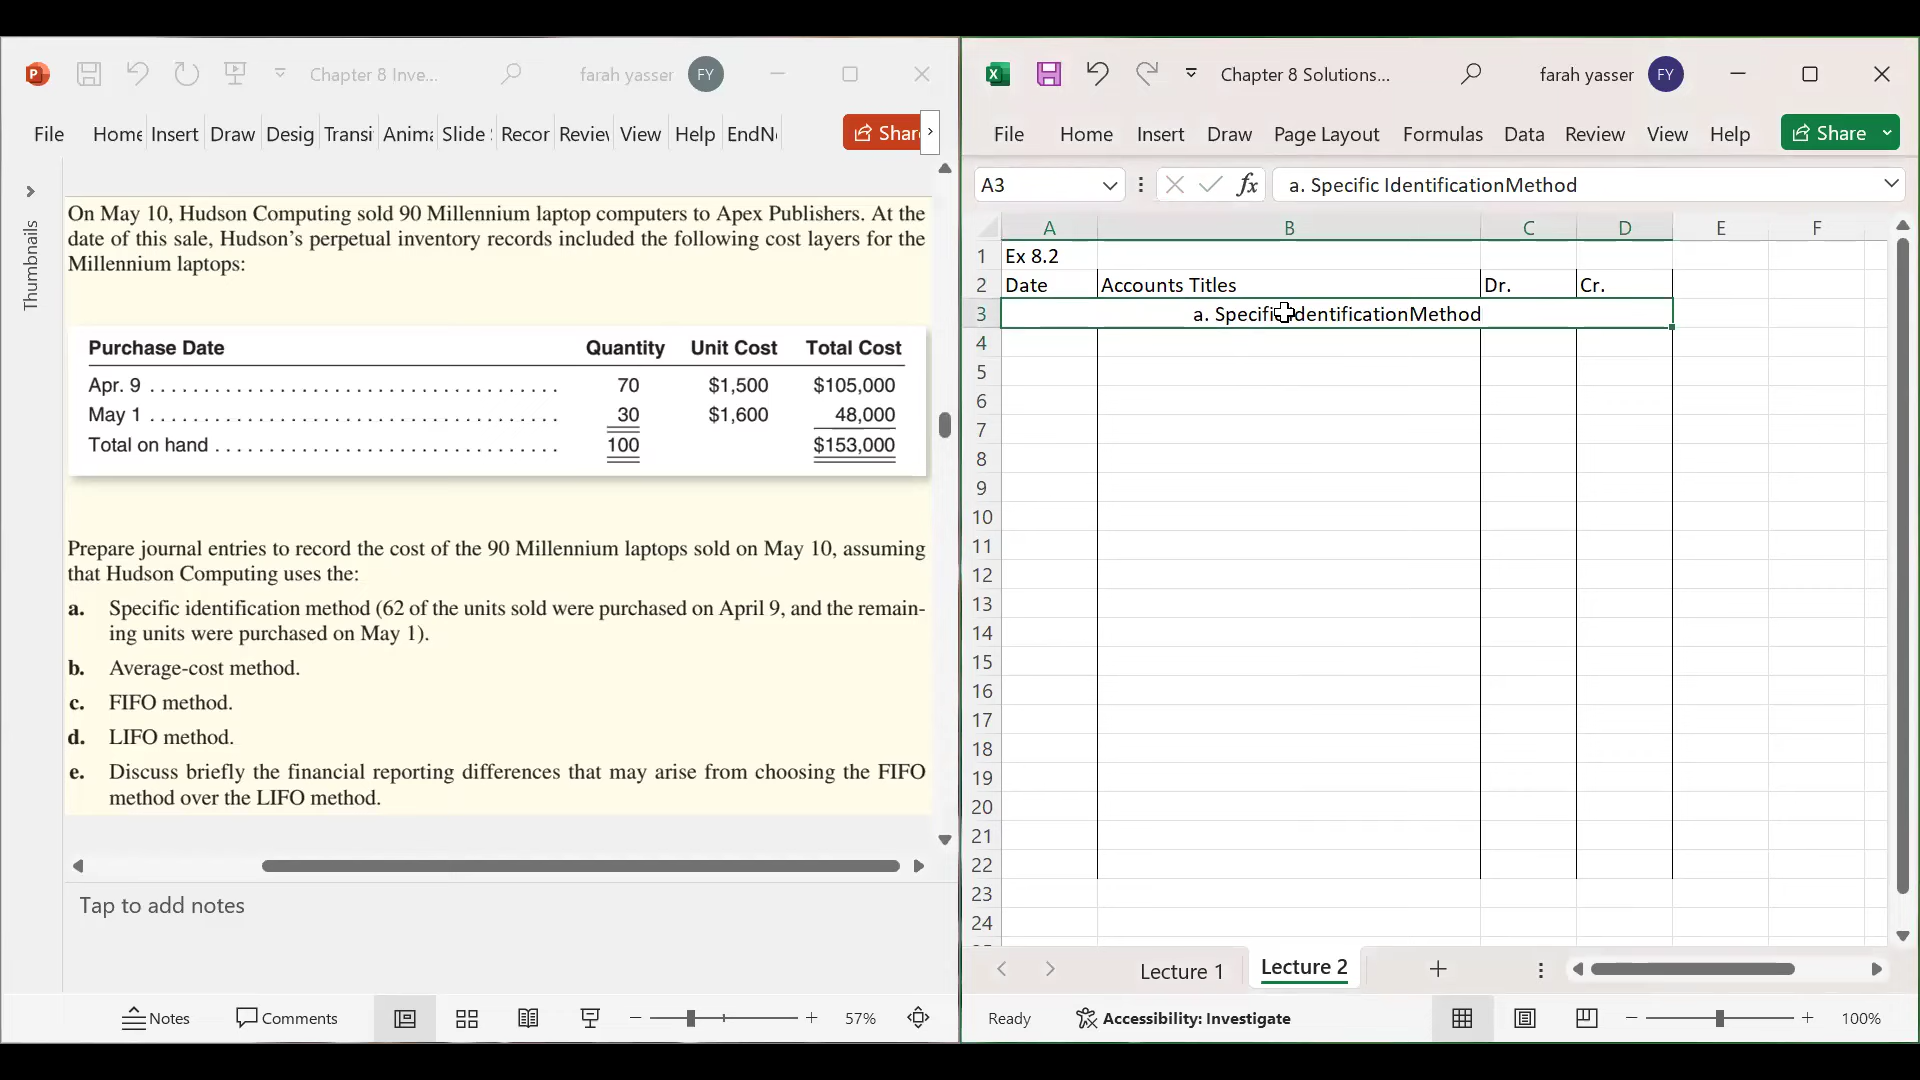 Chapter 8 Inve...
farah yasser
FY
File Home Insert Draw Desig Transi Anima Slide Recor Reviev View Help EndN
Shar
Thumbnails
On May 10, Hudson Computing sold 90 Millennium laptop computers to Apex Publishers. At the
date of this sale, Hudson's perpetual inventory records included the following cost layers for the
Millennium laptops:
Purchase Date Quantity Unit Cost Total Cost
Apr. 9 . . . . . . . . . . . . . . . . . . . . . . . . . . . . . . . . . . . . . . 70 $1,500 $105,000
May 1 . . . . . . . . . . . . . . . . . . . . . . . . . . . . . . . . . . . . . . 30 $1,600 48,000
Total on hand . . . . . . . . . . . . . . . . . . . . . . . . . . . . . . . . 100 $153,000
Prepare journal entries to record the cost of the 90 Millennium laptops sold on May 10, assuming
that Hudson Computing uses the:
a. Specific identification method (62 of the units sold were purchased on April 9, and the remain-
ing units were purchased on May 1).
b. Average-cost method.
c. FIFO method.
d. LIFO method.
e. Discuss briefly the financial reporting differences that may arise from choosing the FIFO
method over the LIFO method.
Tap to add notes
Notes Comments 57%
Chapter 8 Solutions...
farah yasser
FY
File Home Insert Draw Page Layout Formulas Data Review View Help
Share
A3 fx a. Specific IdentificationMethod
A B C D E F
1 Ex 8.2
2 Date Accounts Titles Dr. Cr.
3 a. Specific IdentificationMethod
4
5
6
7
8
9
10
11
12
13
14
15
16
17
18
19
20
21
22
23
24
Lecture 1 Lecture 2
Ready Accessibility: Investigate 100%